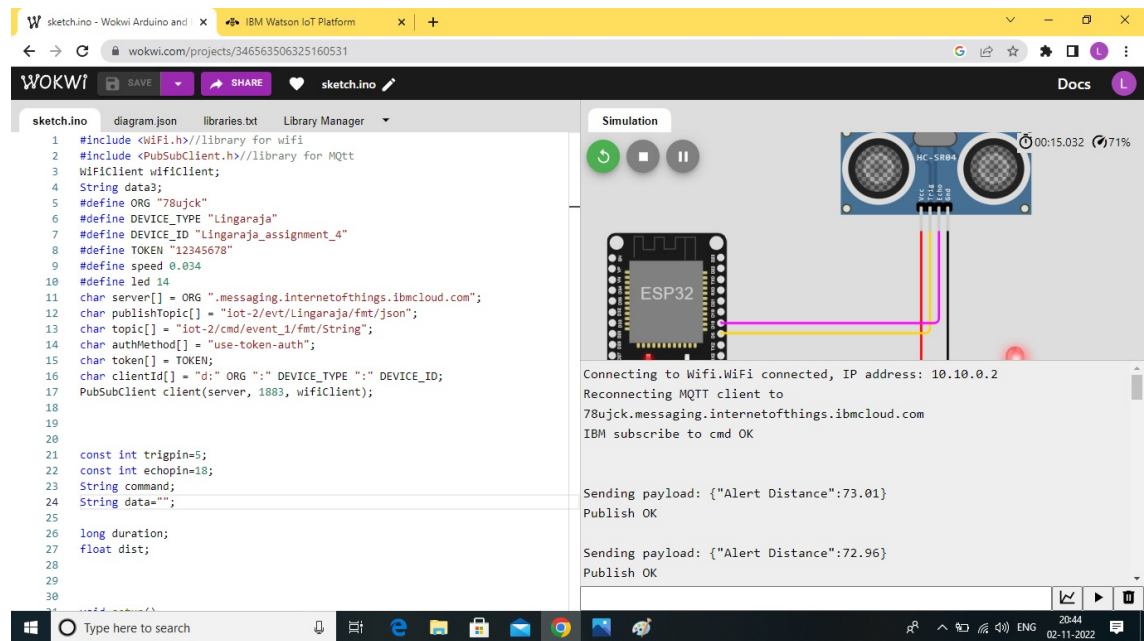 sketch.ino - Wokwi Arduino and
IBM Watson IoT Platform
wokwi.com/projects/346563506325160531
WOKWI
SAVE
SHARE
sketch.ino
Docs
L
sketch.ino
diagram.json
libraries.txt
Library Manager
Simulation
1 #include <WiFi.h>//library for wifi
2 #include <PubSubClient.h>//library for MQtt
3 WiFiClient wifiClient;
4 String data3;
5 #define ORG "78ujck"
6 #define DEVICE_TYPE "Lingaraja"
7 #define DEVICE_ID "Lingaraja_assignment_4"
8 #define TOKEN "12345678"
9 #define speed 0.034
10 #define led 14
11 char server[] = ORG ".messaging.internetofthings.ibmcloud.com";
12 char publishTopic[] = "iot-2/evt/Lingaraja/fmt/json";
13 char topic[] = "iot-2/cmd/event_1/fmt/String";
14 char authMethod[] = "use-token-auth";
15 char token[] = TOKEN;
16 char clientId[] = "d:" ORG ":" DEVICE_TYPE ":" DEVICE_ID;
17 PubSubClient client(server, 1883, wifiClient);
18
19
20
21 const int trigpin=5;
22 const int echopin=18;
23 String command;
24 String data="";
25
26 long duration;
27 float dist;
28
29
30
00:15.032 71%
HC-SR04
Vcc
Trig
Echo
Gnd
ESP32
Connecting to Wifi.WiFi connected, IP address: 10.10.0.2
Reconnecting MQTT client to
78ujck.messaging.internetofthings.ibmcloud.com
IBM subscribe to cmd OK
Sending payload: {"Alert Distance":73.01}
Publish OK
Sending payload: {"Alert Distance":72.96}
Publish OK
Type here to search
ENG
20:44
02-11-2022